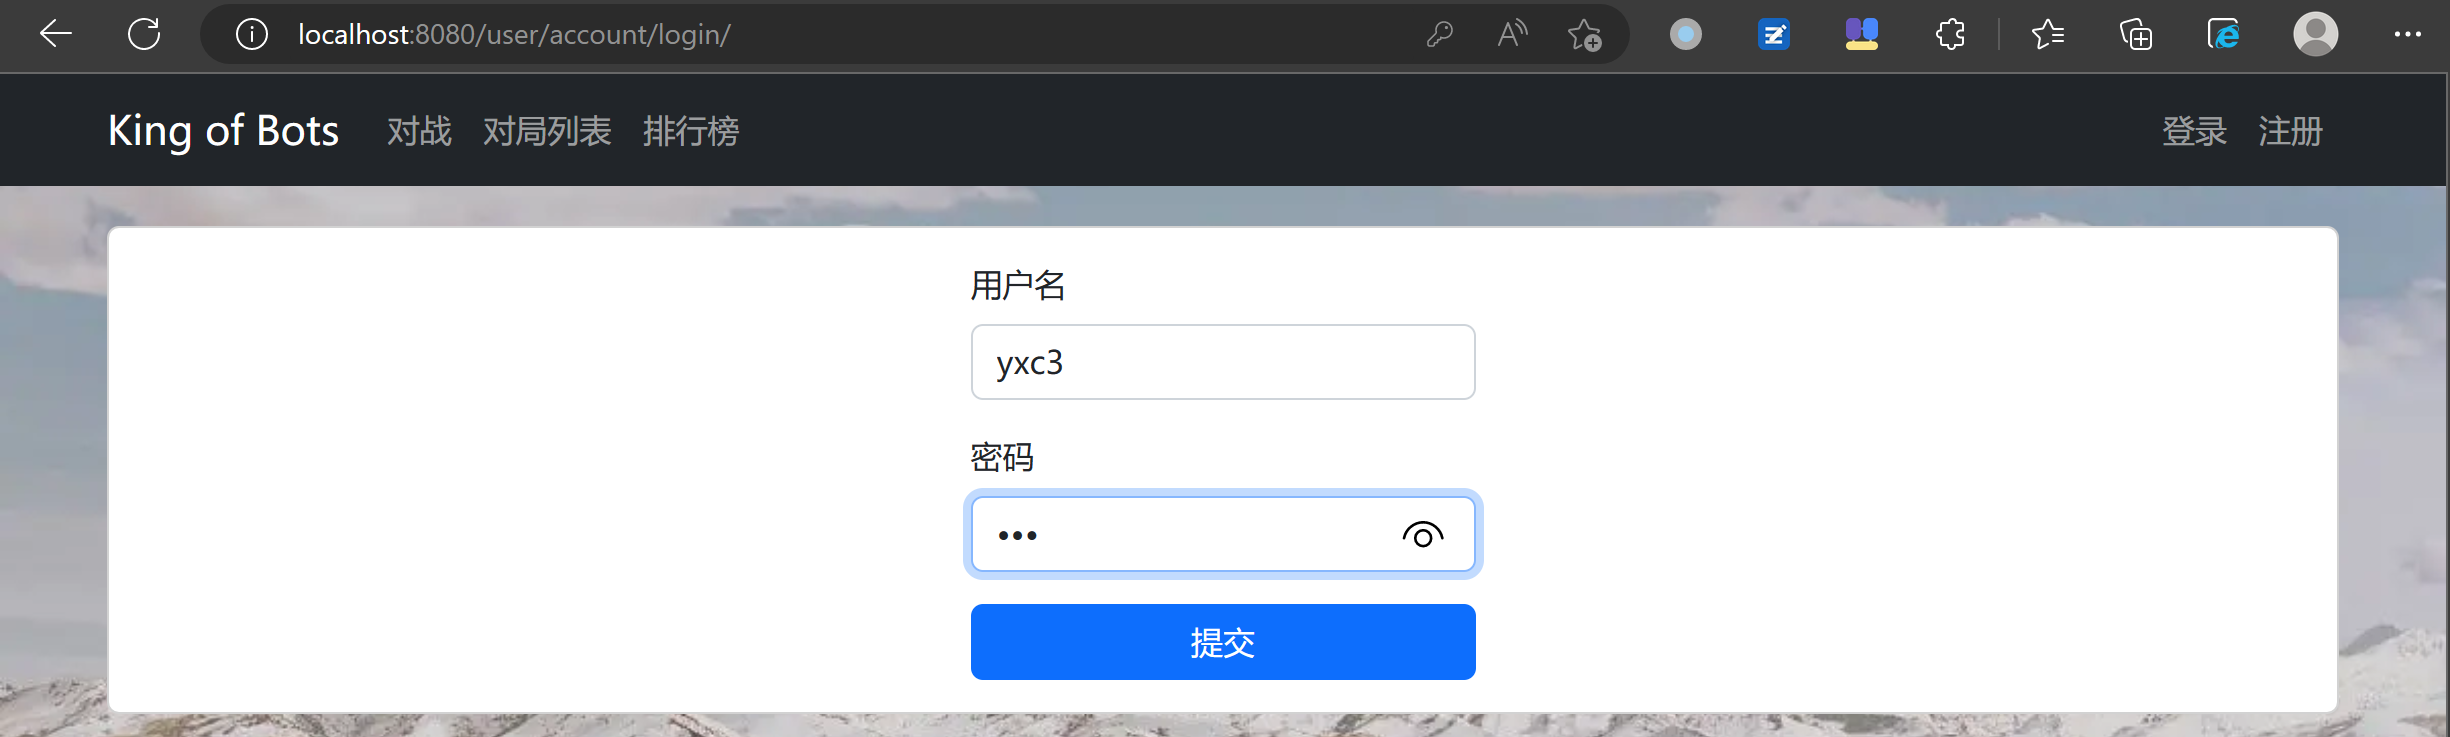 localhost:8080/user/account/login/
King of Bots 对战 对局列表 排行榜 登录 注册
用户名
yxc3
密码
•••
提交